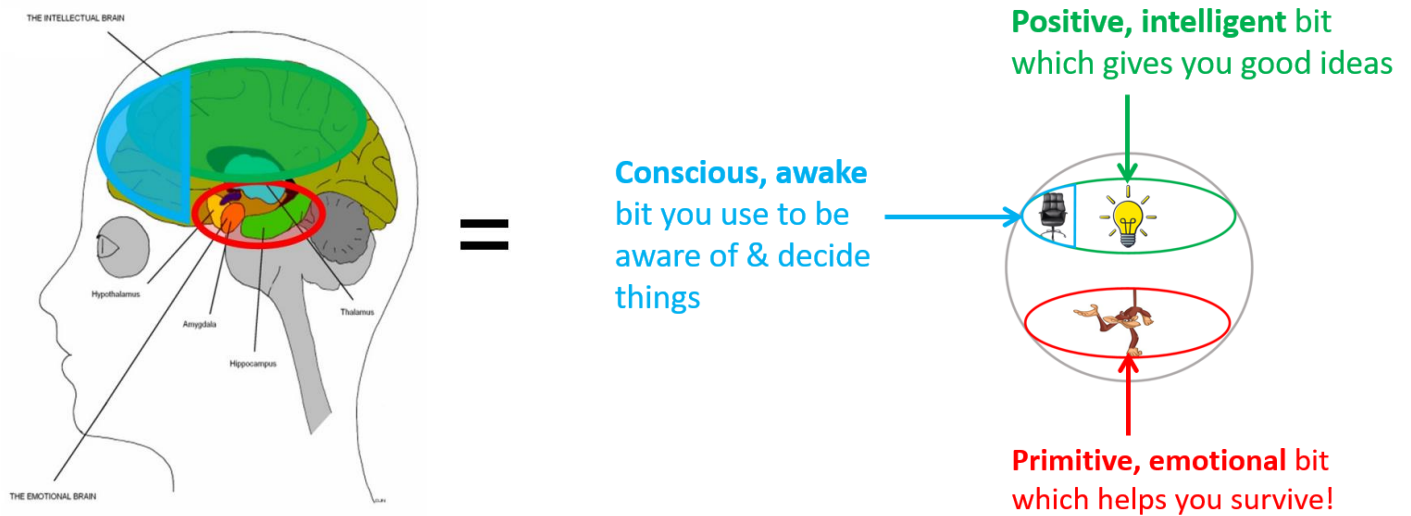 THE INTELLECTUAL BRAIN
Hypothalamus
Amygdala
Hippocampus
Thalamus
THE EMOTIONAL BRAIN
=
Conscious, awake
bit you use to be
aware of & decide
things
Positive, intelligent bit
which gives you good ideas
Primitive, emotional bit
which helps you survive!